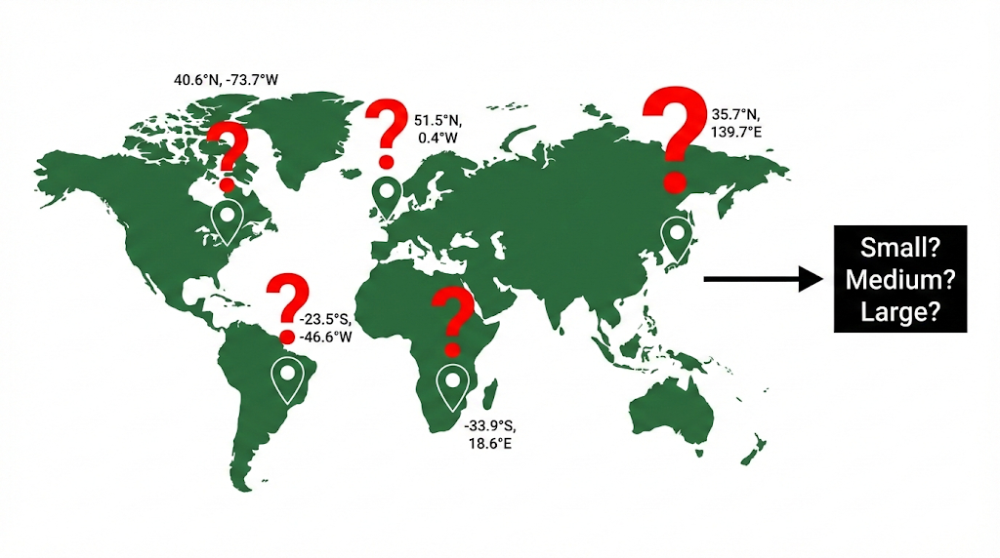 40.6°N, -73.7°W
?
?
51.5°N,
0.4°W
?
35.7°N,
139.7°E
Small?
Medium?
Large?
?
-23.5°S,
-46.6°W
?
-33.9°S,
18.6°E